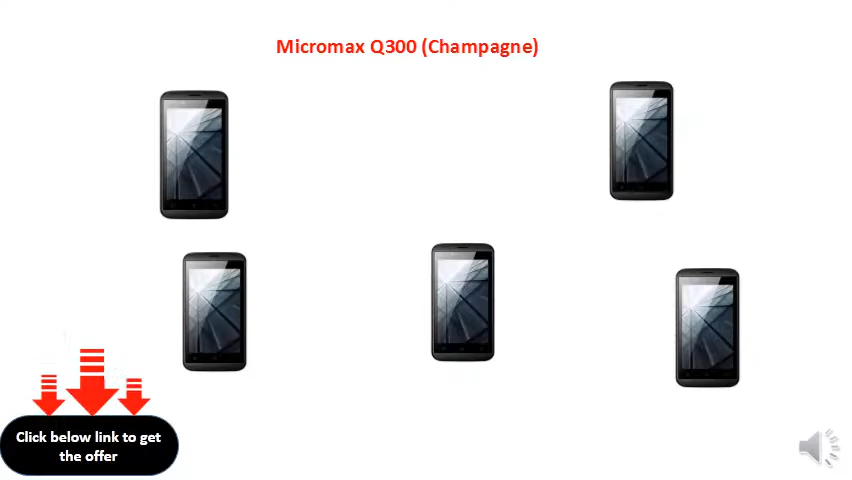 Micromax Q300 (Champagne)
Click below link to get
the offer